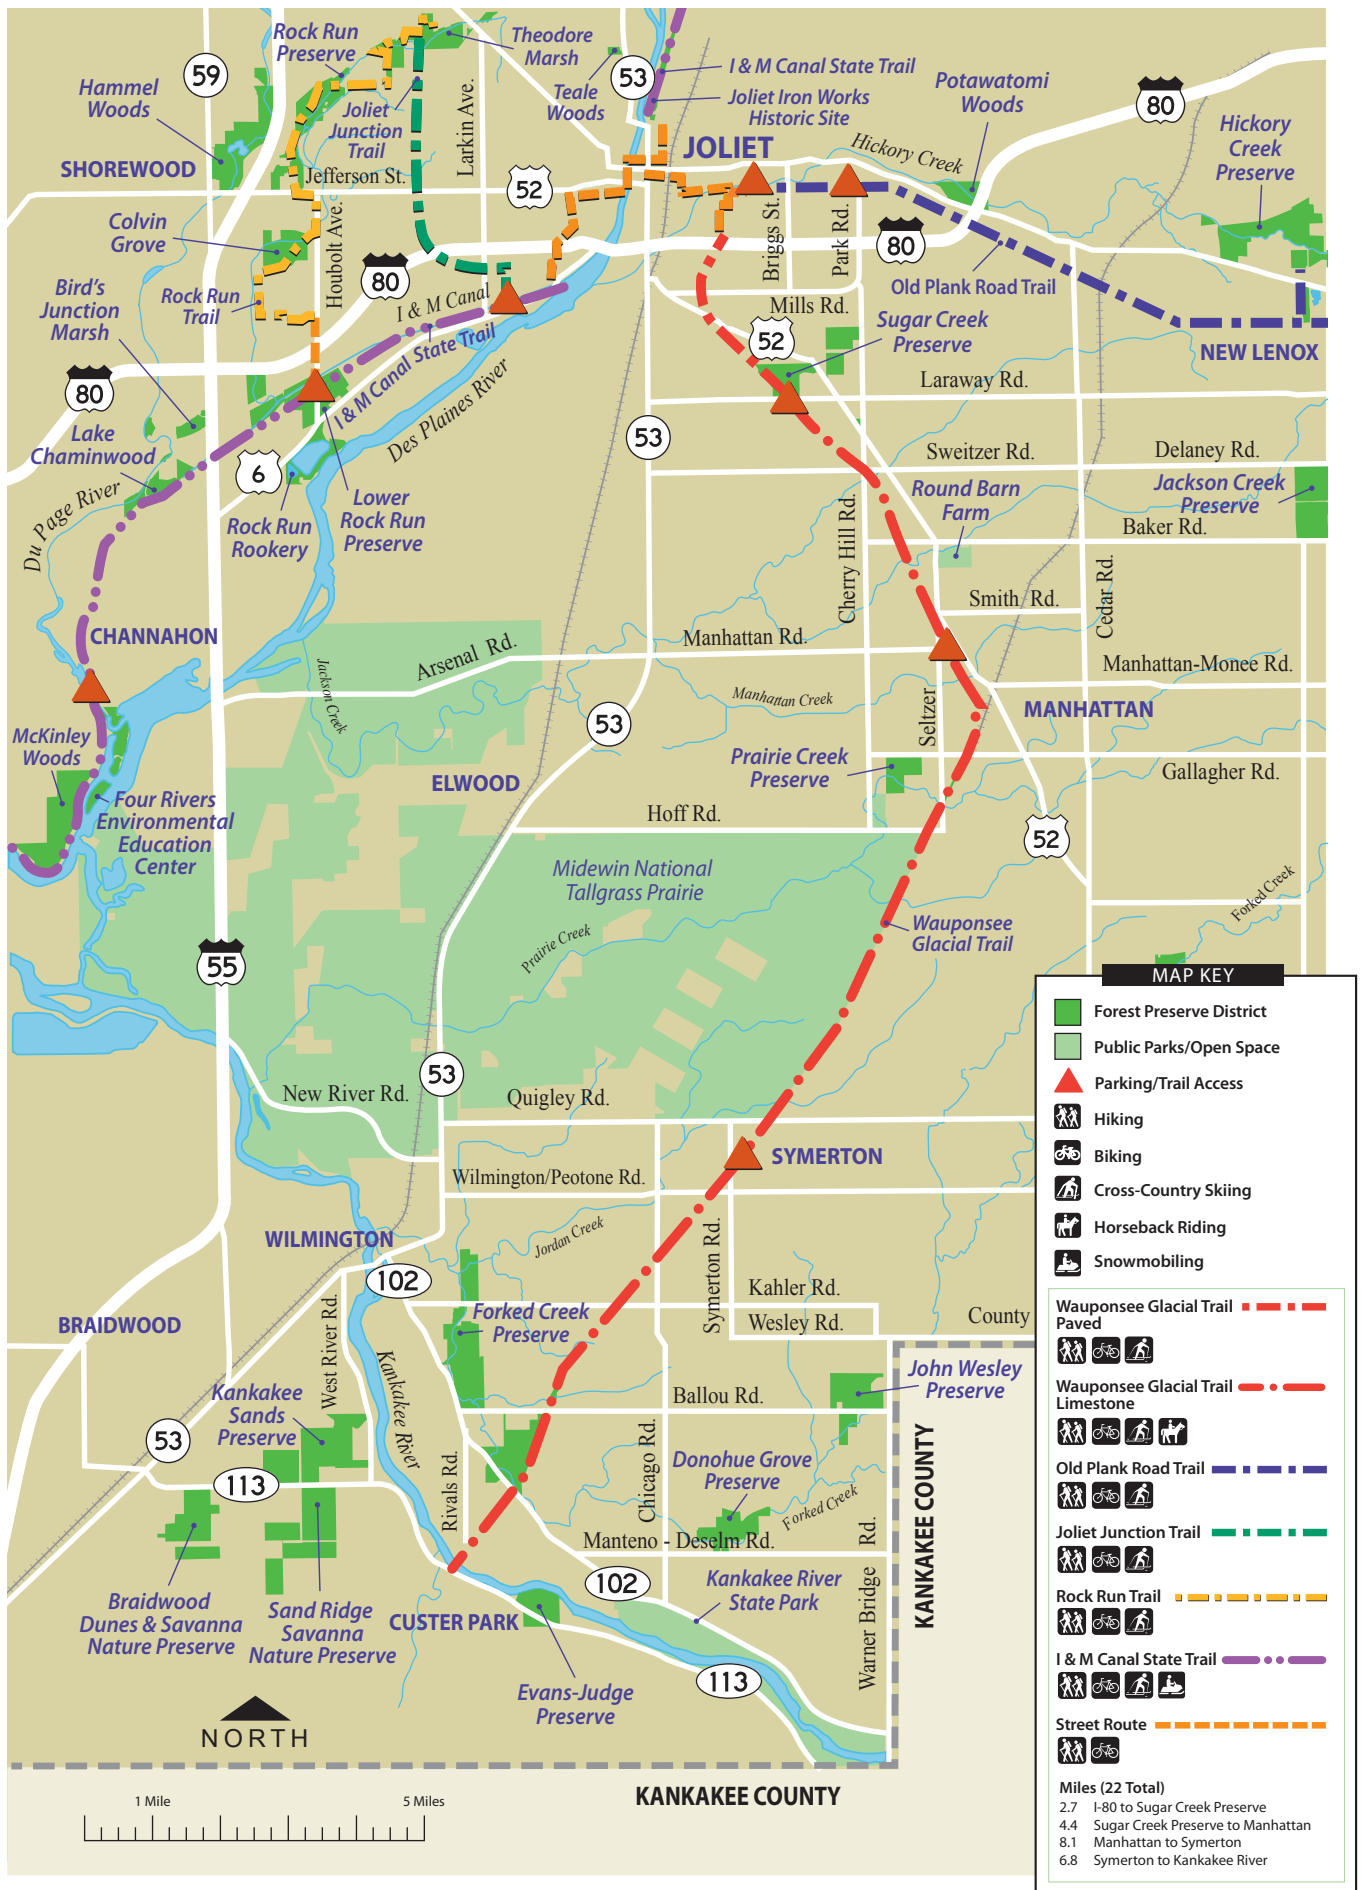 Rock Run
Preserve
Theodore
Marsh
59
53
I & M Canal State Trail
Hammel
Woods
Teale
Woods
Joliet Iron Works
Historic Site
Potawatomi
Woods
80
Joliet
Junction
Trail
Larkin Ave.
Hickory
Creek
Preserve
SHOREWOOD
JOLIET
Hickory Creek
Jefferson St.
52
Colvin
Grove
Houbolt Ave.
80
Briggs St.
Park Rd.
80
Bird's
Junction
Marsh
Rock Run
Trail
I & M Canal
Old Plank Road Trail
Mills Rd.
I & M Canal State Trail
52
Sugar Creek
Preserve
NEW LENOX
80
Des Plaines River
Laraway Rd.
Lake
Chaminwood
53
6
Sweitzer Rd.
Delaney Rd.
Du Page River
Rock Run
Rookery
Lower
Rock Run
Preserve
Cherry Hill Rd.
Round Barn
Farm
Jackson Creek
Preserve
Baker Rd.
Cedar Rd.
Smith Rd.
CHANNAHON
Arsenal Rd.
Manhattan Rd.
Manhattan-Monee Rd.
Jackson Creek
Manhattan Creek
Seltzer
MANHATTAN
53
McKinley
Woods
Prairie Creek
Preserve
Gallagher Rd.
ELWOOD
Four Rivers
Environmental
Education
Center
Hoff Rd.
52
Midewin National
Tallgrass Prairie
Forked Creek
Wauponsee
Glacial Trail
Prairie Creek
55
53
New River Rd.
Quigley Rd.
SYMERTON
Wilmington/Peotone Rd.
WILMINGTON
Jordan Creek
Symerton Rd.
102
Kahler Rd.
Forked Creek
Preserve
Wesley Rd.
County
BRAIDWOOD
West River Rd.
Kankakee River
John Wesley
Preserve
Kankakee
Sands
Preserve
Ballou Rd.
53
KANKAKEE COUNTY
Chicago Rd.
Rivals Rd.
Donohue Grove
Preserve
113
Forked Creek
Manteno - Deselm Rd.
Warner Bridge Rd.
102
Kankakee River
State Park
Braidwood
Dunes & Savanna
Nature Preserve
Sand Ridge
Savanna
Nature Preserve
CUSTER PARK
113
Evans-Judge
Preserve
NORTH
KANKAKEE COUNTY
1 Mile
5 Miles
MAP KEY
Forest Preserve District
Public Parks/Open Space
Parking/Trail Access
Hiking
Biking
Cross-Country Skiing
Horseback Riding
Snowmobiling
Wauponsee Glacial Trail
Paved
Wauponsee Glacial Trail
Limestone
Old Plank Road Trail
Joliet Junction Trail
Rock Run Trail
I & M Canal State Trail
Street Route
Miles (22 Total)
2.7 I-80 to Sugar Creek Preserve
4.4 Sugar Creek Preserve to Manhattan
8.1 Manhattan to Symerton
6.8 Symerton to Kankakee River